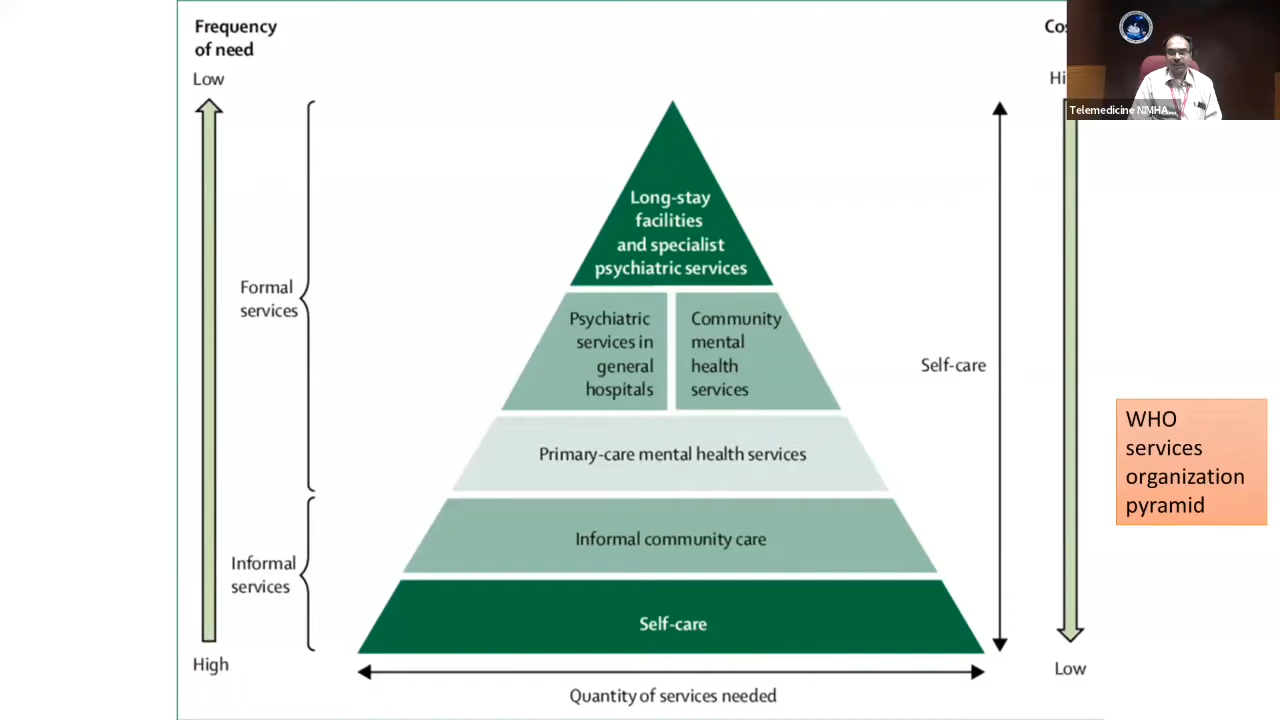 Frequency
of need
Low
High
Formal
services
Informal
services
Long-stay
facilities
and specialist
psychiatric services
Psychiatric
services in
general
hospitals
Community
mental
health
services
Primary-care mental health services
Informal community care
Self-care
Quantity of services needed
Self-care
Low
Telemedicine NIMHA...
WHO
services
organization
pyramid